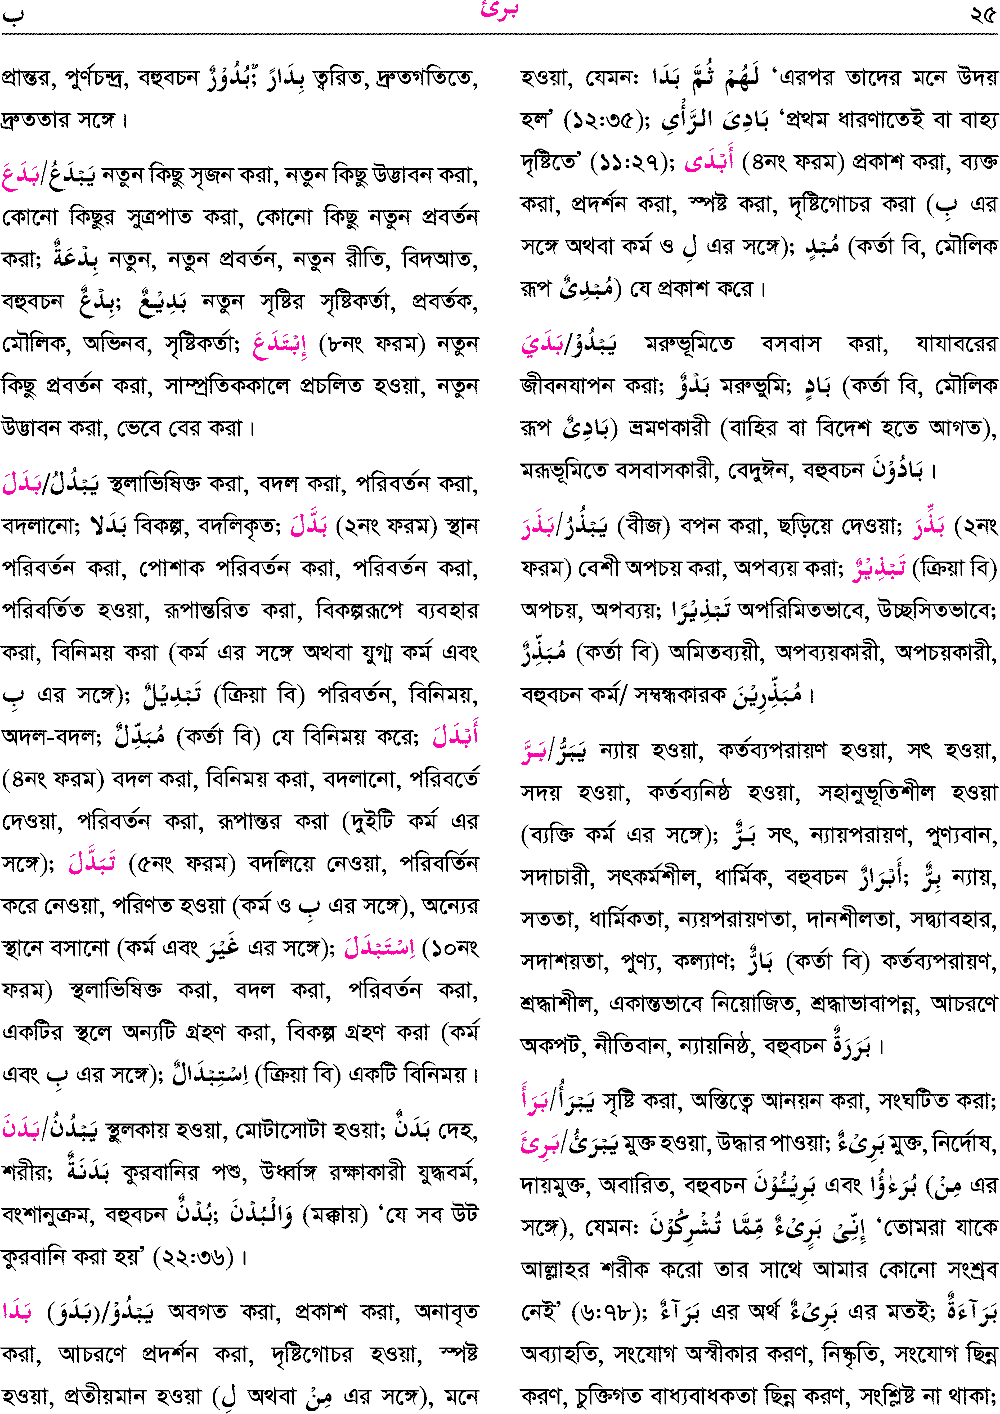 ب برئ ২৫
প্রান্তর, পুর্ণচন্দ্র, বহুবচন بُدُوْرٌ; بِدَارً ত্বরিত, দ্রুতগতিতে,
দ্রুততার সঙ্গে।
بَدَعَ/يَبْدَعُ নতুন কিছু সৃজন করা, নতুন কিছু উদ্ভাবন করা,
কোনো কিছুর সুত্রপাত করা, কোনো কিছু নতুন প্রবর্তন
করা; بِدْعَةٌ নতুন, নতুন প্রবর্তন, নতুন রীতি, বিদআত,
বহুবচন بِدْعٌ; بَدِيْعٌ নতুন সৃষ্টির সৃষ্টিকর্তা, প্রবর্তক,
মৌলিক, অভিনব, সৃষ্টিকর্তা; إِبْتَدَعَ (৮নং ফরম) নতুন
কিছু প্রবর্তন করা, সাম্প্রতিককালে প্রচলিত হওয়া, নতুন
উদ্ভাবন করা, ভেবে বের করা।
بَدَلَ/يَبْدُلُ স্থলাভিষিক্ত করা, বদল করা, পরিবর্তন করা,
বদলানো; بَدَلا বিকল্প, বদলিকৃত; بَدَّلَ (২নং ফরম) স্থান
পরিবর্তন করা, পোশাক পরিবর্তন করা, পরিবর্তন করা,
পরিবর্তিত হওয়া, রূপান্তরিত করা, বিকল্পরূপে ব্যবহার
করা, বিনিময় করা (কর্ম এর সঙ্গে অথবা যুগ্ম কর্ম এবং
بِ এর সঙ্গে); تَبْدِيْلٌ (ক্রিয়া বি) পরিবর্তন, বিনিময়,
অদল-বদল; مُبَدِّلٌ (কর্তা বি) যে বিনিময় করে; أَبْدَلَ
(৪নং ফরম) বদল করা, বিনিময় করা, বদলানো, পরিবর্তে
দেওয়া, পরিবর্তন করা, রূপান্তর করা (দুইটি কর্ম এর
সঙ্গে); تَبَدَّلَ (৫নং ফরম) বদলিয়ে নেওয়া, পরিবর্তিন
করে নেওয়া, পরিণত হওয়া (কর্ম ও بِ এর সঙ্গে), অন্যের
স্থানে বসানো (কর্ম এবং غَيْرَ এর সঙ্গে); اِسْتَبْدَلَ (১০নং
ফরম) স্থলাভিষিক্ত করা, বদল করা, পরিবর্তন করা,
একটির স্থলে অন্যটি গ্রহণ করা, বিকল্প গ্রহণ করা (কর্ম
এবং بِ এর সঙ্গে); اِسْتِبْدَالٌ (ক্রিয়া বি) একটি বিনিময়।
بَدَنَ/يَبْدُنُ স্থুলকায় হওয়া, মোটাসোটা হওয়া; بَدَنٌ দেহ,
শরীর; بَدَنَةٌ কুরবানির পশু, উর্ধ্বাঙ্গ রক্ষাকারী যুদ্ধবর্ম,
বংশানুক্রম, বহুবচন بُدْنٌ; وَالْبُدْنَ (মক্কায়) ‘যে সব উট
কুরবানি করা হয়’ (২২:৩৬)।
بَدَا (بَدَوَ)/يَبْدُوْ অবগত করা, প্রকাশ করা, অনাবৃত
করা, আচরণে প্রদর্শন করা, দৃষ্টিগোচর হওয়া, স্পষ্ট
হওয়া, প্রতীয়মান হওয়া (لِ অথবা مِنْ এর সঙ্গে), মনে
হওয়া, যেমন: لَهُمْ ثُمَّ بَدَا ‘এরপর তাদের মনে উদয়
হল’ (১২:৩৫); بَادِىَ الرَّأْيِ ‘প্রথম ধারণাতেই বা বাহ্য
দৃষ্টিতে’ (১১:২৭); أَبْدَى (৪নং ফরম) প্রকাশ করা, ব্যক্ত
করা, প্রদর্শন করা, স্পষ্ট করা, দৃষ্টিগোচর করা (بِ এর
সঙ্গে অথবা কর্ম ও لِ এর সঙ্গে); مُبْدٍ (কর্তা বি, মৌলিক
রূপ مُبْدِىٌ) যে প্রকাশ করে।
بَدَيَ/يَبْدُوْ মরুভূমিতে বসবাস করা, যাযাবরের
জীবনযাপন করা; بَدْوٌ মরুভুমি; بَادٍ (কর্তা বি, মৌলিক
রূপ بَادِىٌ) ভ্রমণকারী (বাহির বা বিদেশ হতে আগত),
মরূভূমিতে বসবাসকারী, বেদুঈন, বহুবচন بَادُوْنَ।
بَذَرَ/يَبْذُرُ (বীজ) বপন করা, ছড়িয়ে দেওয়া; بَذِّرَ (২নং
ফরম) বেশী অপচয় করা, অপব্যয় করা; تَبْذِيْرٌ (ক্রিয়া বি)
অপচয়, অপব্যয়; تَبْذِيْرًا অপরিমিতভাবে, উচ্ছসিতভাবে;
مُبَذِّرٌ (কর্তা বি) অমিতব্যয়ী, অপব্যয়কারী, অপচয়কারী,
বহুবচন কর্ম/ সম্বন্ধকারক مُبَذِّرِيْنَ।
بَرَّ/يَبَرُّ ন্যায় হওয়া, কর্তব্যপরায়ণ হওয়া, সৎ হওয়া,
সদয় হওয়া, কর্তব্যনিষ্ঠ হওয়া, সহানুভূতিশীল হওয়া
(ব্যক্তি কর্ম এর সঙ্গে); بَرٌّ সৎ, ন্যায়পরায়ণ, পুণ্যবান,
সদাচারী, সৎকর্মশীল, ধার্মিক, বহুবচন أَبْرَارٌ; بِرٌّ ন্যায়,
সততা, ধার্মিকতা, ন্যয়পরায়ণতা, দানশীলতা, সদ্ব্যাবহার,
সদাশয়তা, পুণ্য, কল্যাণ; بَارٌّ (কর্তা বি) কর্তব্যপরায়ণ,
শ্রদ্ধাশীল, একান্তভাবে নিয়োজিত, শ্রদ্ধাভাবাপন্ন, আচরণে
অকপট, নীতিবান, ন্যায়নিষ্ঠ, বহুবচন بَرَرَةٌ।
بَرَأَ/يَبْرَأُ সৃষ্টি করা, অস্তিত্বে আনয়ন করা, সংঘটিত করা;
بَرِئَ/يَبْرَئُ মুক্ত হওয়া, উদ্ধার পাওয়া; بَرِىْءٌ মুক্ত, নির্দোষ,
দায়মুক্ত, অবারিত, বহুবচন بَرِيْئُوْنَ এবং بُرَءٰؤُا (مِنْ এর
সঙ্গে), যেমন: إِنِّىْ بَرِىْءٌ مِّمَّا تُشْرِكُوْنَ ‘তোমরা যাকে
আল্লাহর শরীক করো তার সাথে আমার কোনো সংশ্রব
নেই’ (৬:৭৮); بَرَآءٌ এর অর্থ بَرِىْءٌ এর মতই; بَرَآءَةٌ
অব্যাহতি, সংযোগ অস্বীকার করণ, নিষ্কৃতি, সংযোগ ছিন্ন
করণ, চুক্তিগত বাধ্যবাধকতা ছিন্ন করণ, সংশ্লিষ্ট না থাকা;